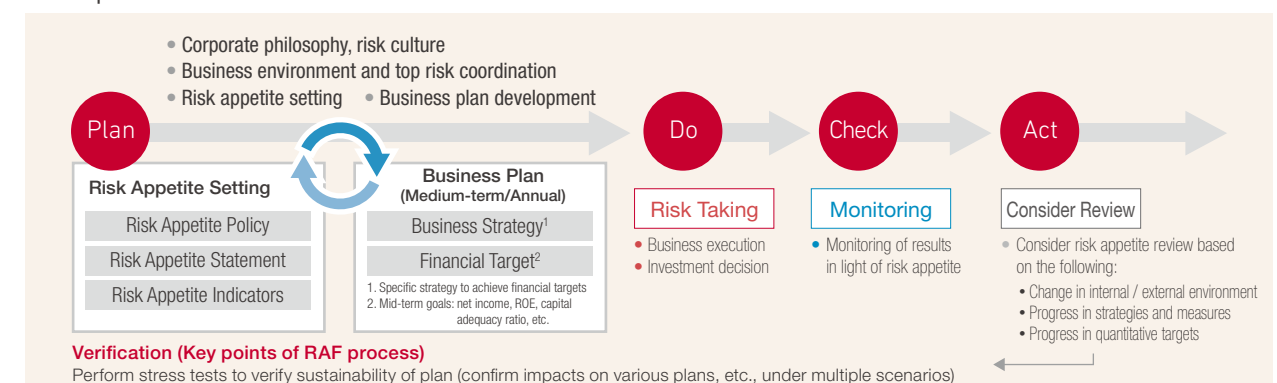 • Corporate philosophy, risk culture
• Business environment and top risk coordination
• Risk appetite setting • Business plan development
Plan
Do
Check
Act
Risk Appetite Setting
Risk Appetite Policy
Risk Appetite Statement
Risk Appetite Indicators
Business Plan
(Medium-term/Annual)
Business Strategy1
Financial Target2
1. Specific strategy to achieve financial targets
2. Mid-term goals: net income, ROE, capital
adequacy ratio, etc.
Risk Taking
• Business execution
• Investment decision
Monitoring
• Monitoring of results
in light of risk appetite
Consider Review
• Consider risk appetite review based
on the following:
• Change in internal / external environment
• Progress in strategies and measures
• Progress in quantitative targets
Verification (Key points of RAF process)
Perform stress tests to verify sustainability of plan (confirm impacts on various plans, etc., under multiple scenarios)